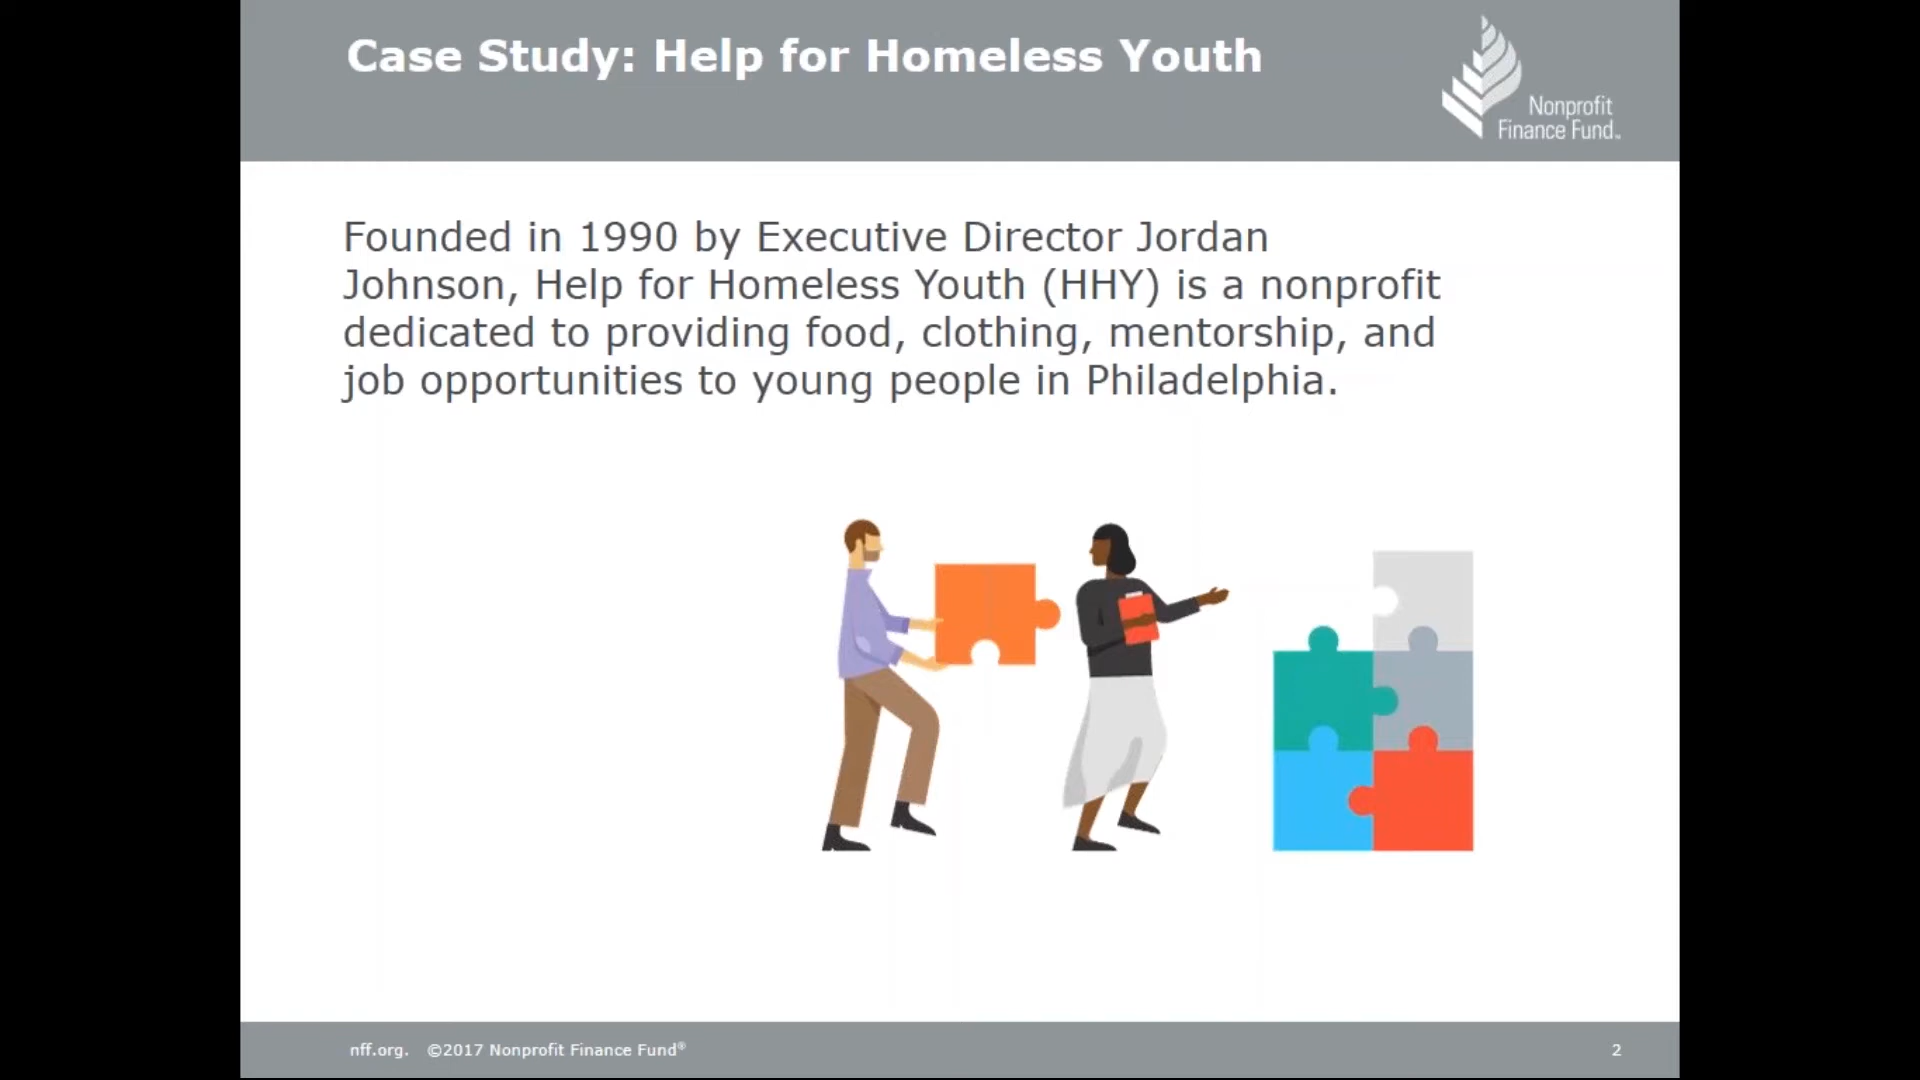 Case Study: Help for Homeless Youth
Nonprofit
Finance Fund™
Founded in 1990 by Executive Director Jordan
Johnson, Help for Homeless Youth (HHY) is a nonprofit
dedicated to providing food, clothing, mentorship, and
job opportunities to young people in Philadelphia.
nff.org. ©2017 Nonprofit Finance Fund®
2